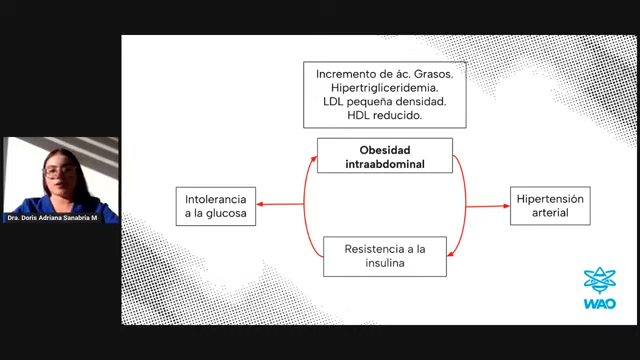 Incremento de ác. Grasos.
Hipertrigliceridemia.
LDL pequeña densidad.
HDL reducido.
Obesidad
intraabdominal
Intolerancia
a la glucosa
Hipertensión
arterial
Resistencia a la
insulina
Dra. Doris Adriana Sanabria M
WAO